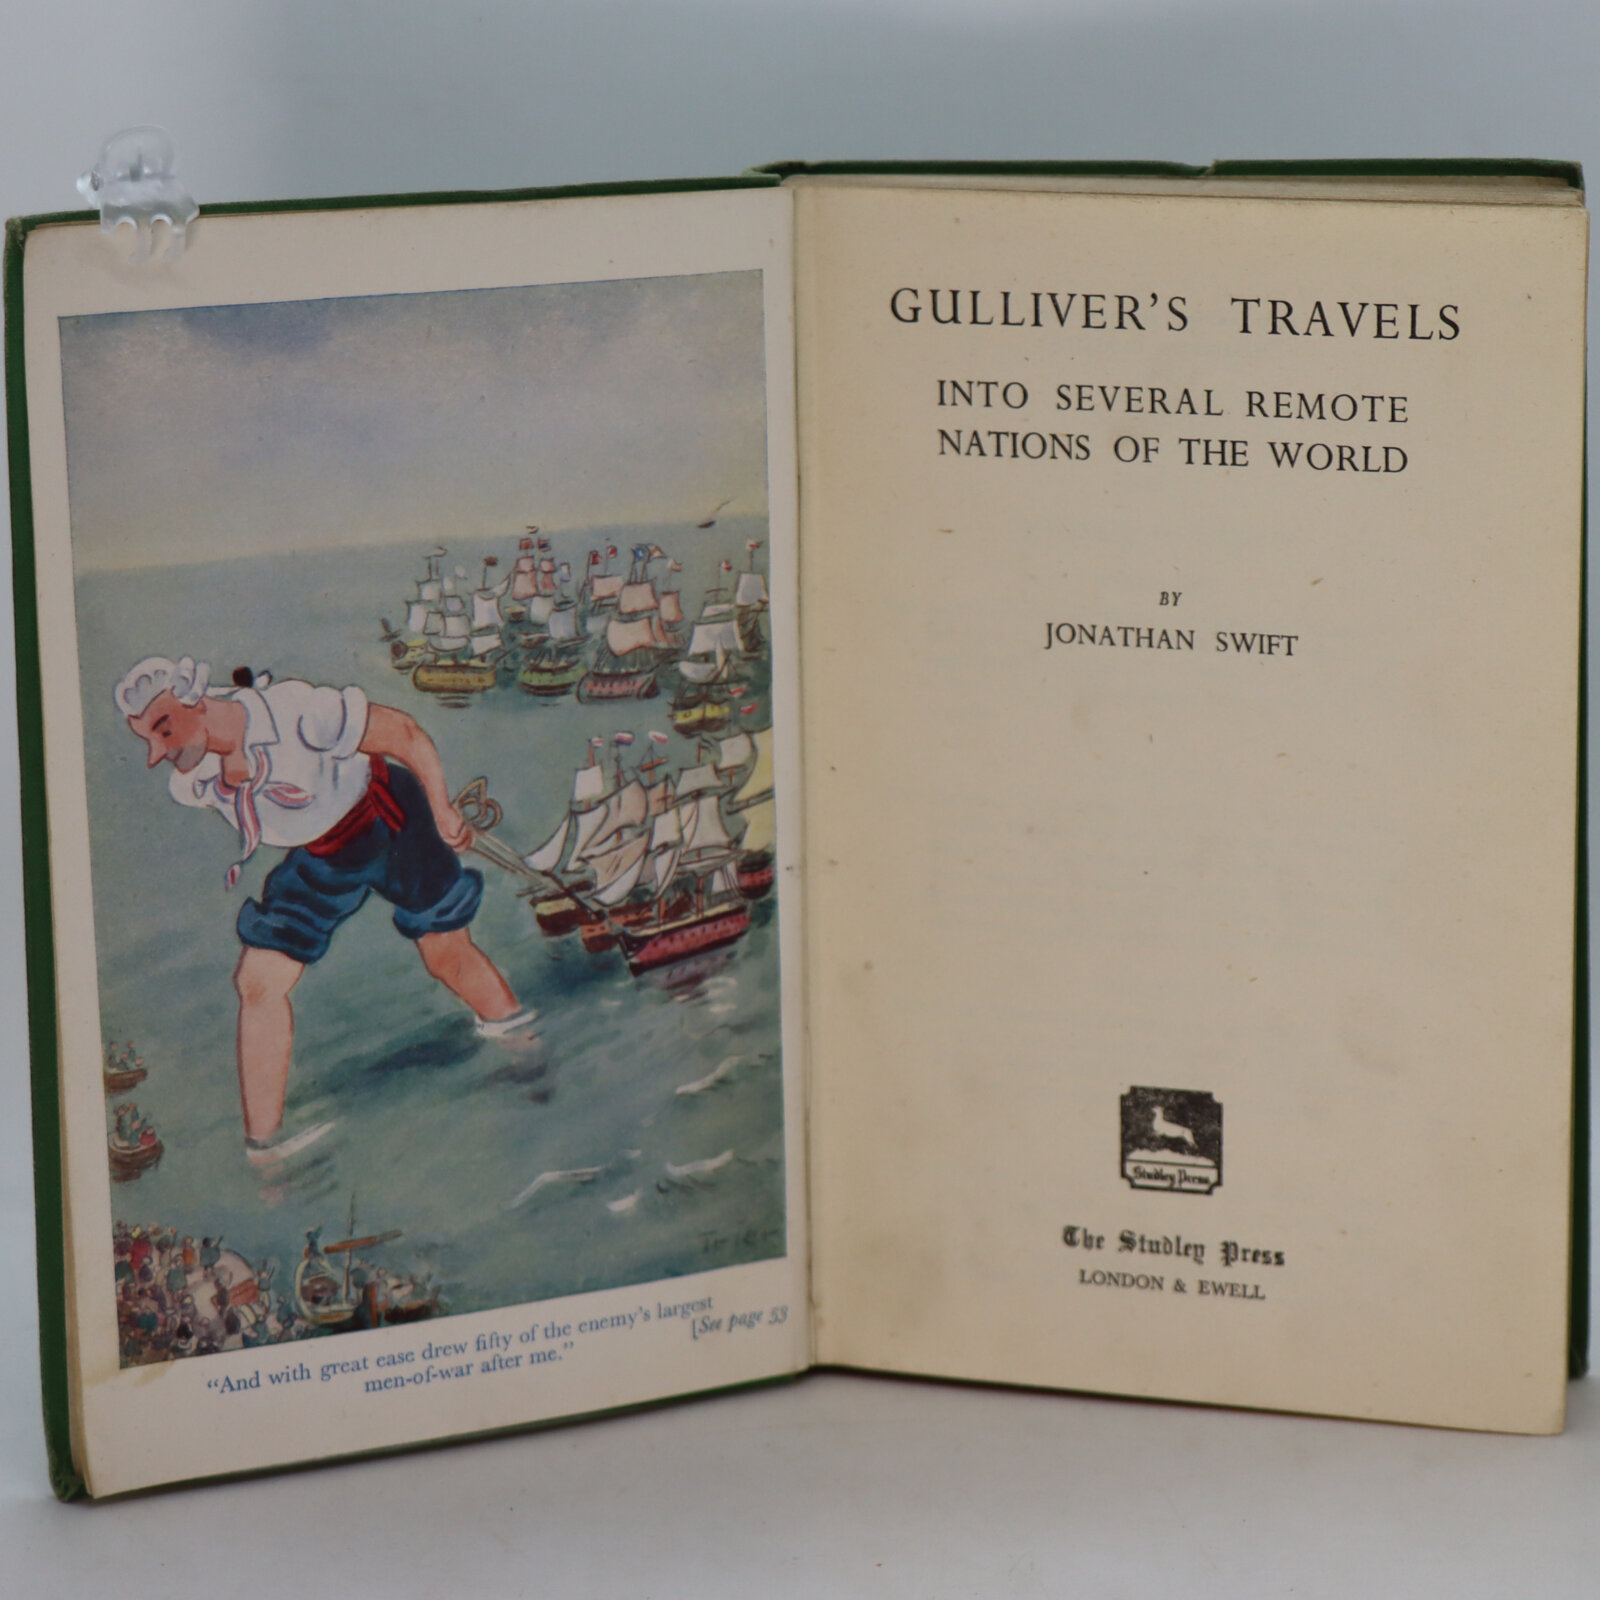 Trier
“And with great ease drew fifty of the enemy’s largest
men-of-war after me.”
[See page 53
GULLIVER’S TRAVELS
INTO SEVERAL REMOTE
NATIONS OF THE WORLD
BY
JONATHAN SWIFT
Studley Press
The Studley Press
LONDON & EWELL